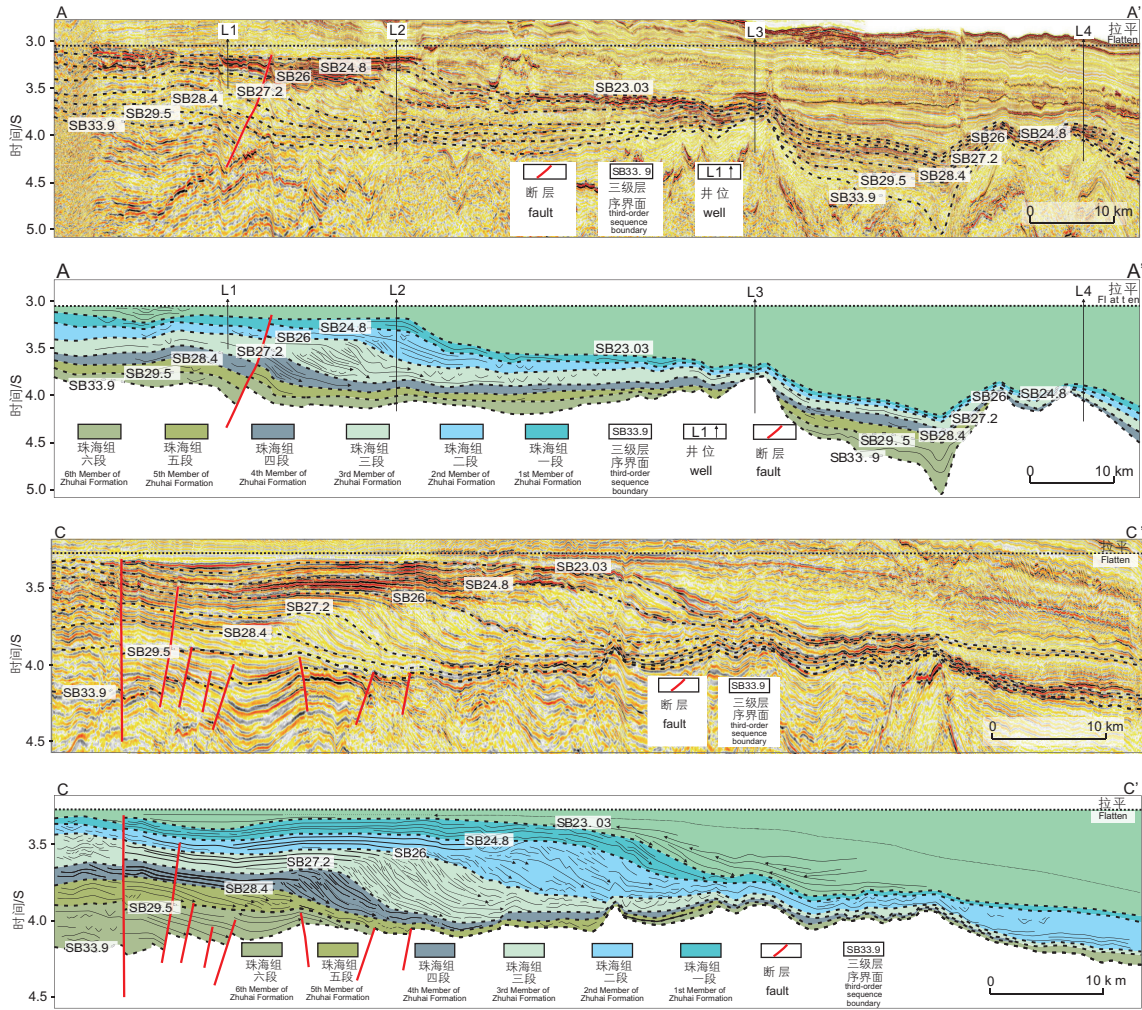 A
A'
L1
L2
L3
L4
拉平
Flatten
3.0
3.5
4.0
4.5
5.0
时间/S
SB24.8
SB26
SB27.2
SB28.4
SB29.5
SB33.9
SB23.03
SB26
SB24.8
SB27.2
SB28.4
SB29.5
SB33.9
断层
fault
SB33. 9
三级层
序界面
third-order
sequence
boundary
L1
井位
well
0 10 km
A
A'
L1
L2
L3
L4
拉平
Fl at t en
3.0
3.5
4.0
4.5
5.0
时间/S
SB24.8
SB26
SB27.2
SB28.4
SB29.5
SB33.9
SB23.03
SB26
SB24.8
SB27.2
SB28.4
SB29. 5
SB33. 9
珠海组
六段
6th Member of
Zhuhai Formation
珠海组
五段
5th Member of
Zhuhai Formation
珠海组
四段
4th Member of
Zhuhai Formation
珠海组
三段
3rd Member of
Zhuhai Formation
珠海组
二段
2nd Member of
Zhuhai Formation
珠海组
一段
1st Member of
Zhuhai Formation
SB33.9
三级层
序界面
third-order
sequence
boundary
L1
井位
well
断层
fault
0 10 km
C
C'
拉平
Flatten
3.5
4.0
4.5
时间/S
SB23.03
SB24.8
SB26
SB27.2
SB28.4
SB29.5
SB33.9
断层
fault
SB33.9
三级层
序界面
third-order
sequence
boundary
0 10 km
C
C'
拉平
Flatten
3.5
4.0
4.5
时间/S
SB23. 03
SB24.8
SB26
SB27.2
SB28.4
SB29.5
SB33.9
珠海组
六段
6th Member of
Zhuhai Formation
珠海组
五段
5th Member of
Zhuhai Formation
珠海组
四段
4th Member of
Zhuhai Formation
珠海组
三段
3rd Member of
Zhuhai Formation
珠海组
二段
2nd Member of
Zhuhai Formation
珠海组
一段
1st Member of
Zhuhai Formation
断层
fault
SB33.9
三级层
序界面
third-order
sequence
boundary
0 10 k m